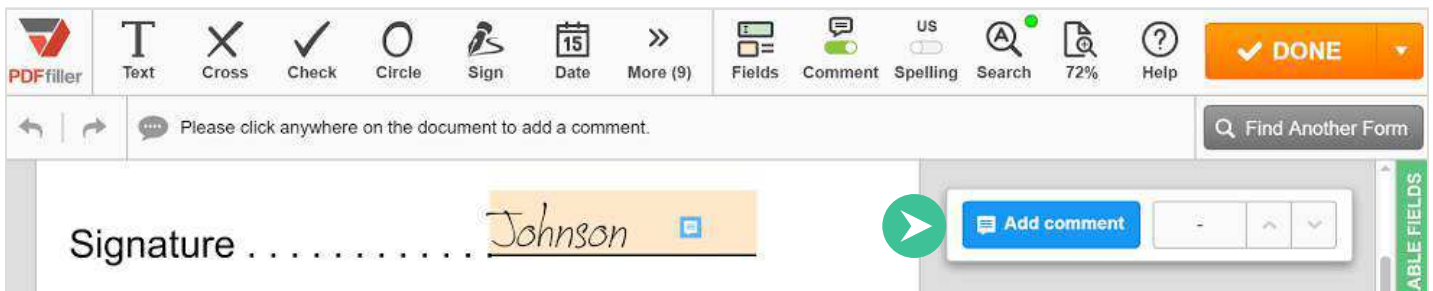 PDFfiller
Text Cross Check Circle Sign 15 Date More (9) Fields Comment US Spelling Search 72% Help DONE
Please click anywhere on the document to add a comment.
Find Another Form
Signature . . . . . . . . . . . . Johnson
Add comment -
ABLE FIELDS